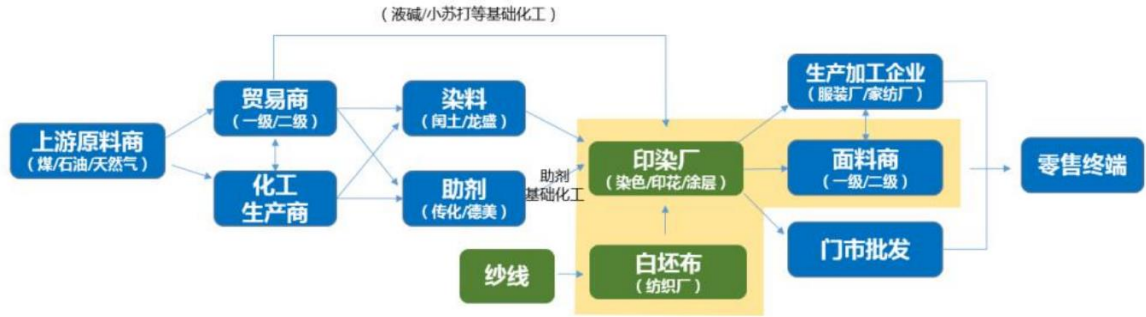 （液碱/小苏打等基础化工）
上游原料商
（煤/石油/天然气）
贸易商
（一级/二级）
化工
生产商
染料
（闰土/龙盛）
助剂
（传化/德美）
助剂
基础化工
纱线
印染厂
（染色/印花/涂层）
白坯布
（纺织厂）
生产加工企业
（服装厂/家纺厂）
面料商
（一级/二级）
门市批发
零售终端